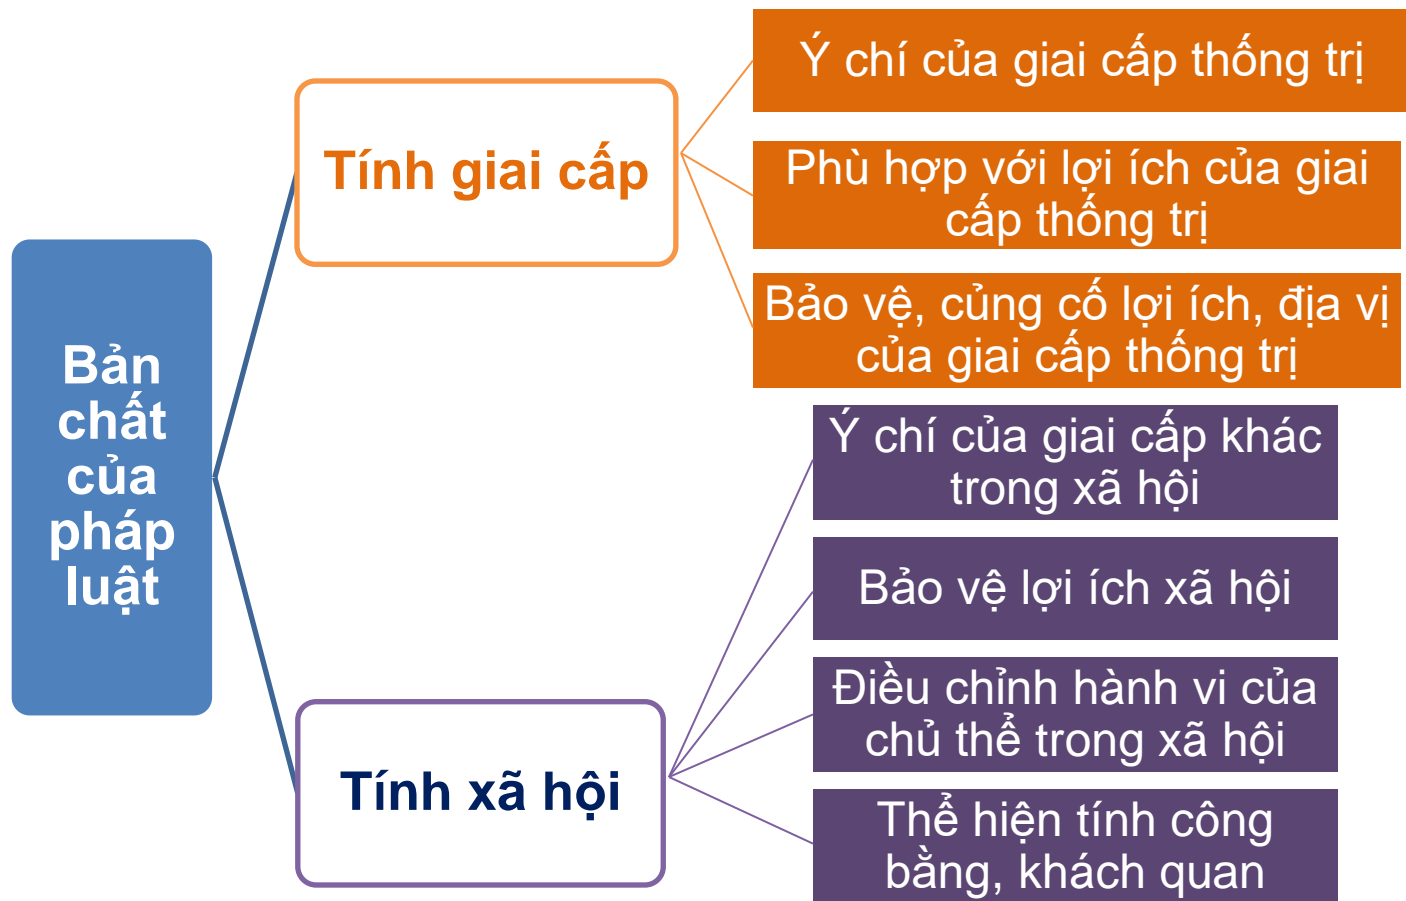 Bản
chất
của
pháp
luật
Tính giai cấp
Ý chí của giai cấp thống trị
Phù hợp với lợi ích của giai
cấp thống trị
Bảo vệ, củng cố lợi ích, địa vị
của giai cấp thống trị
Tính xã hội
Ý chí của giai cấp khác
trong xã hội
Bảo vệ lợi ích xã hội
Điều chỉnh hành vi của
chủ thể trong xã hội
Thể hiện tính công
bằng, khách quan